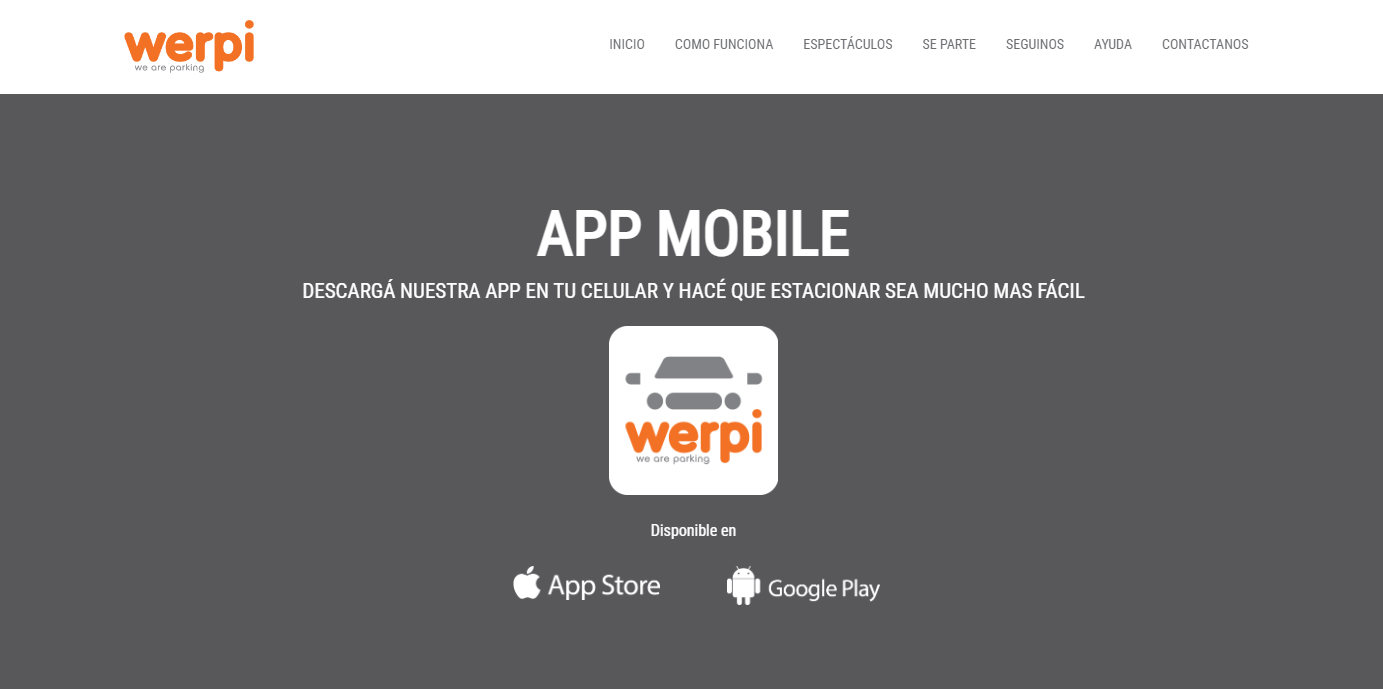 werpi
we are parking
INICIO COMO FUNCIONA ESPECTÁCULOS SE PARTE SEGUINOS AYUDA CONTACTANOS
APP MOBILE
DESCARGÁ NUESTRA APP EN TU CELULAR Y HACÉ QUE ESTACIONAR SEA MUCHO MAS FÁCIL
werpi
we are parking
Disponible en
App Store
Google Play